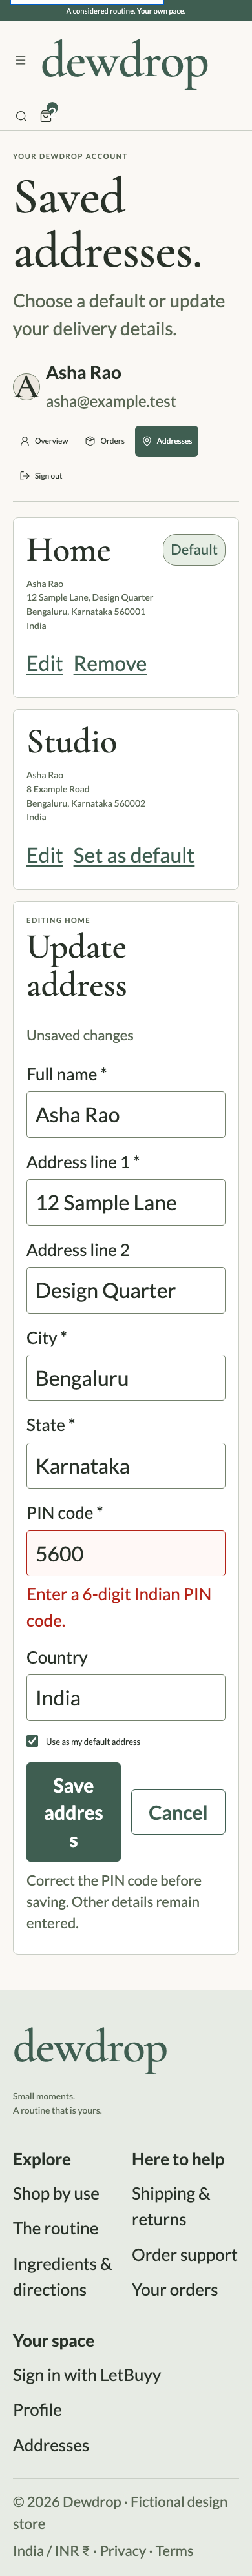 A considered routine. Your own pace.
dewdrop
YOUR DEWDROP ACCOUNT
Saved
addresses.
Choose a default or update
your delivery details.
A
Asha Rao
asha@example.test
Overview
Orders
Addresses
Sign out
Home
Default
Asha Rao
12 Sample Lane, Design Quarter
Bengaluru, Karnataka 560001
India
Edit
Remove
Studio
Asha Rao
8 Example Road
Bengaluru, Karnataka 560002
India
Edit
Set as default
EDITING HOME
Update
address
Unsaved changes
Full name *
Asha Rao
Address line 1 *
12 Sample Lane
Address line 2
Design Quarter
City *
Bengaluru
State *
Karnataka
PIN code *
5600
Enter a 6-digit Indian PIN
code.
Country
India
Use as my default address
Save
addres
s
Cancel
Correct the PIN code before
saving. Other details remain
entered.
dewdrop
Small moments.
A routine that is yours.
Explore
Shop by use
The routine
Ingredients &
directions
Here to help
Shipping &
returns
Order support
Your orders
Your space
Sign in with LetBuyy
Profile
Addresses
© 2026 Dewdrop · Fictional design
store
India / INR ₹ · Privacy · Terms